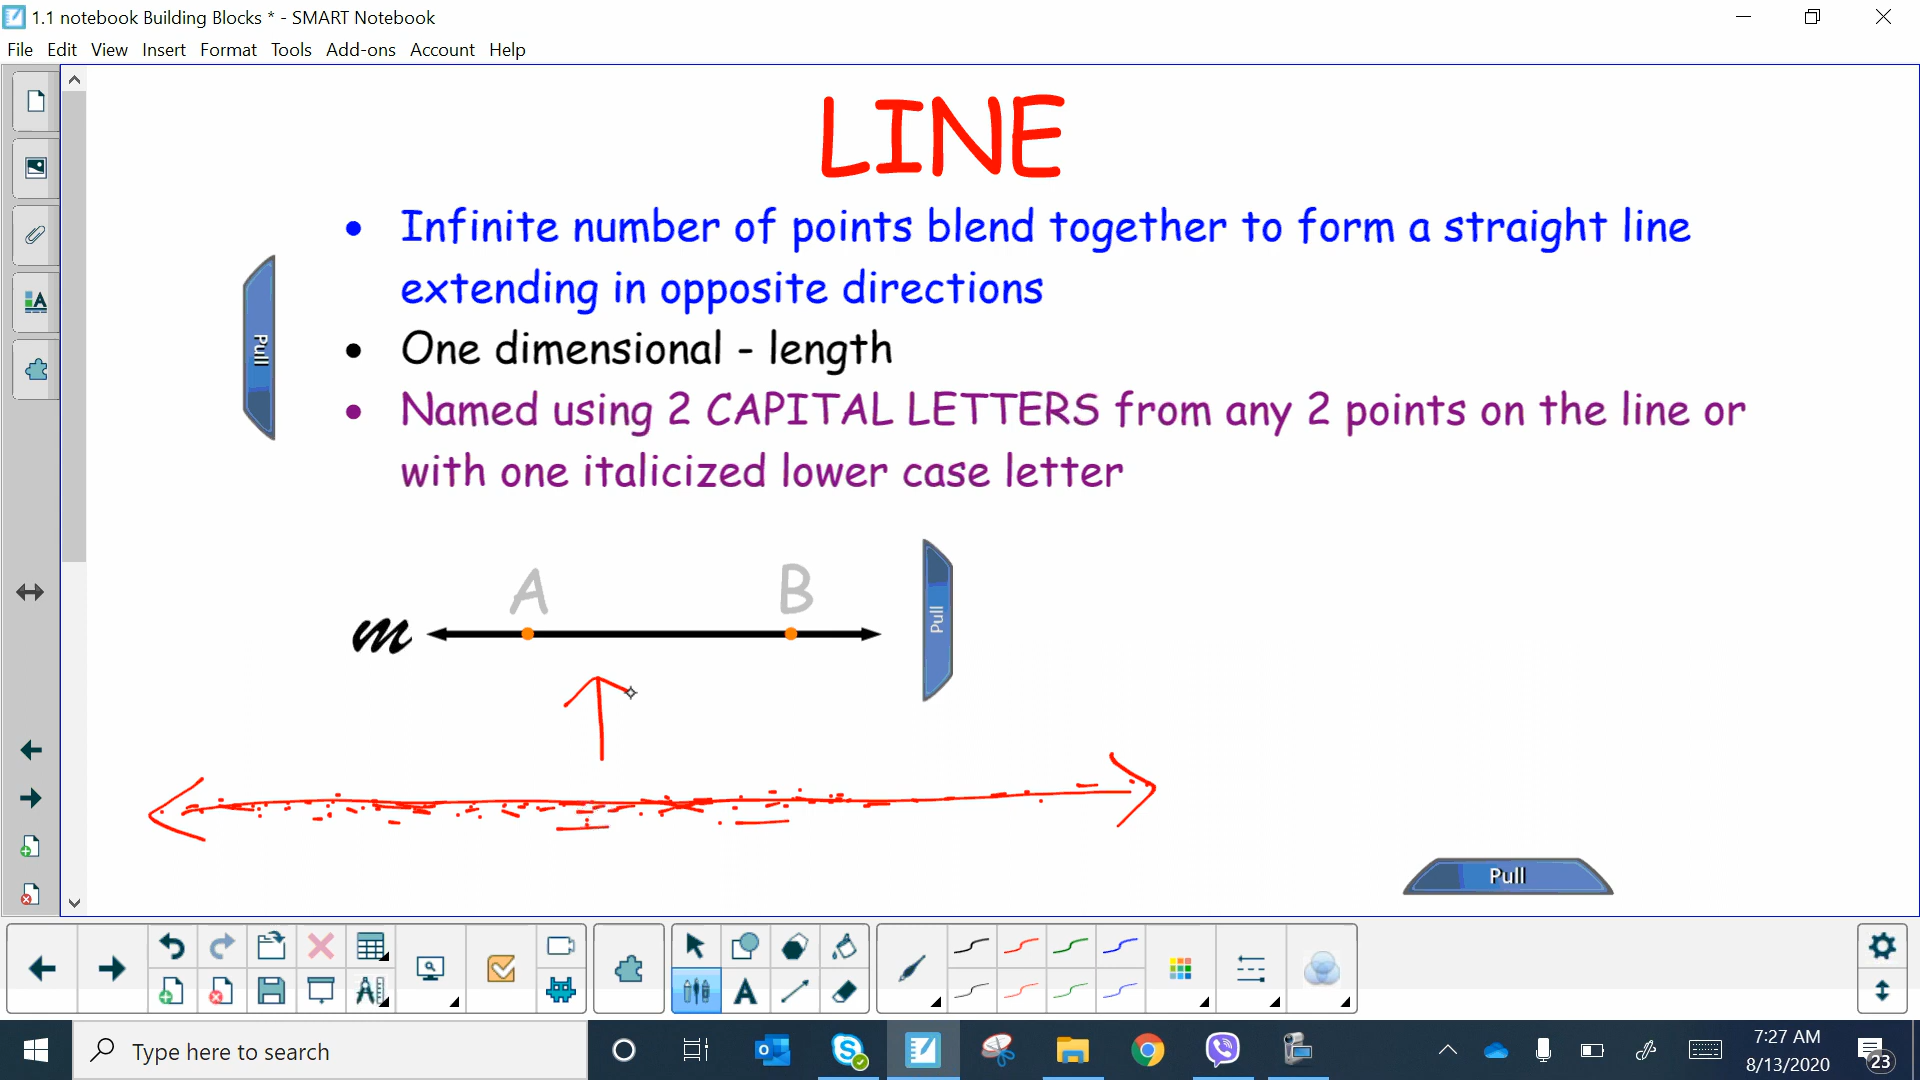 1.1 notebook Building Blocks * - SMART Notebook
File Edit View Insert Format Tools Add-ons Account Help
LINE
• Infinite number of points blend together to form a straight line
extending in opposite directions
• One dimensional - length
• Named using 2 CAPITAL LETTERS from any 2 points on the line or
with one italicized lower case letter
Pull
A B
m
Pull
Pull
Type here to search
7:27 AM
8/13/2020
23